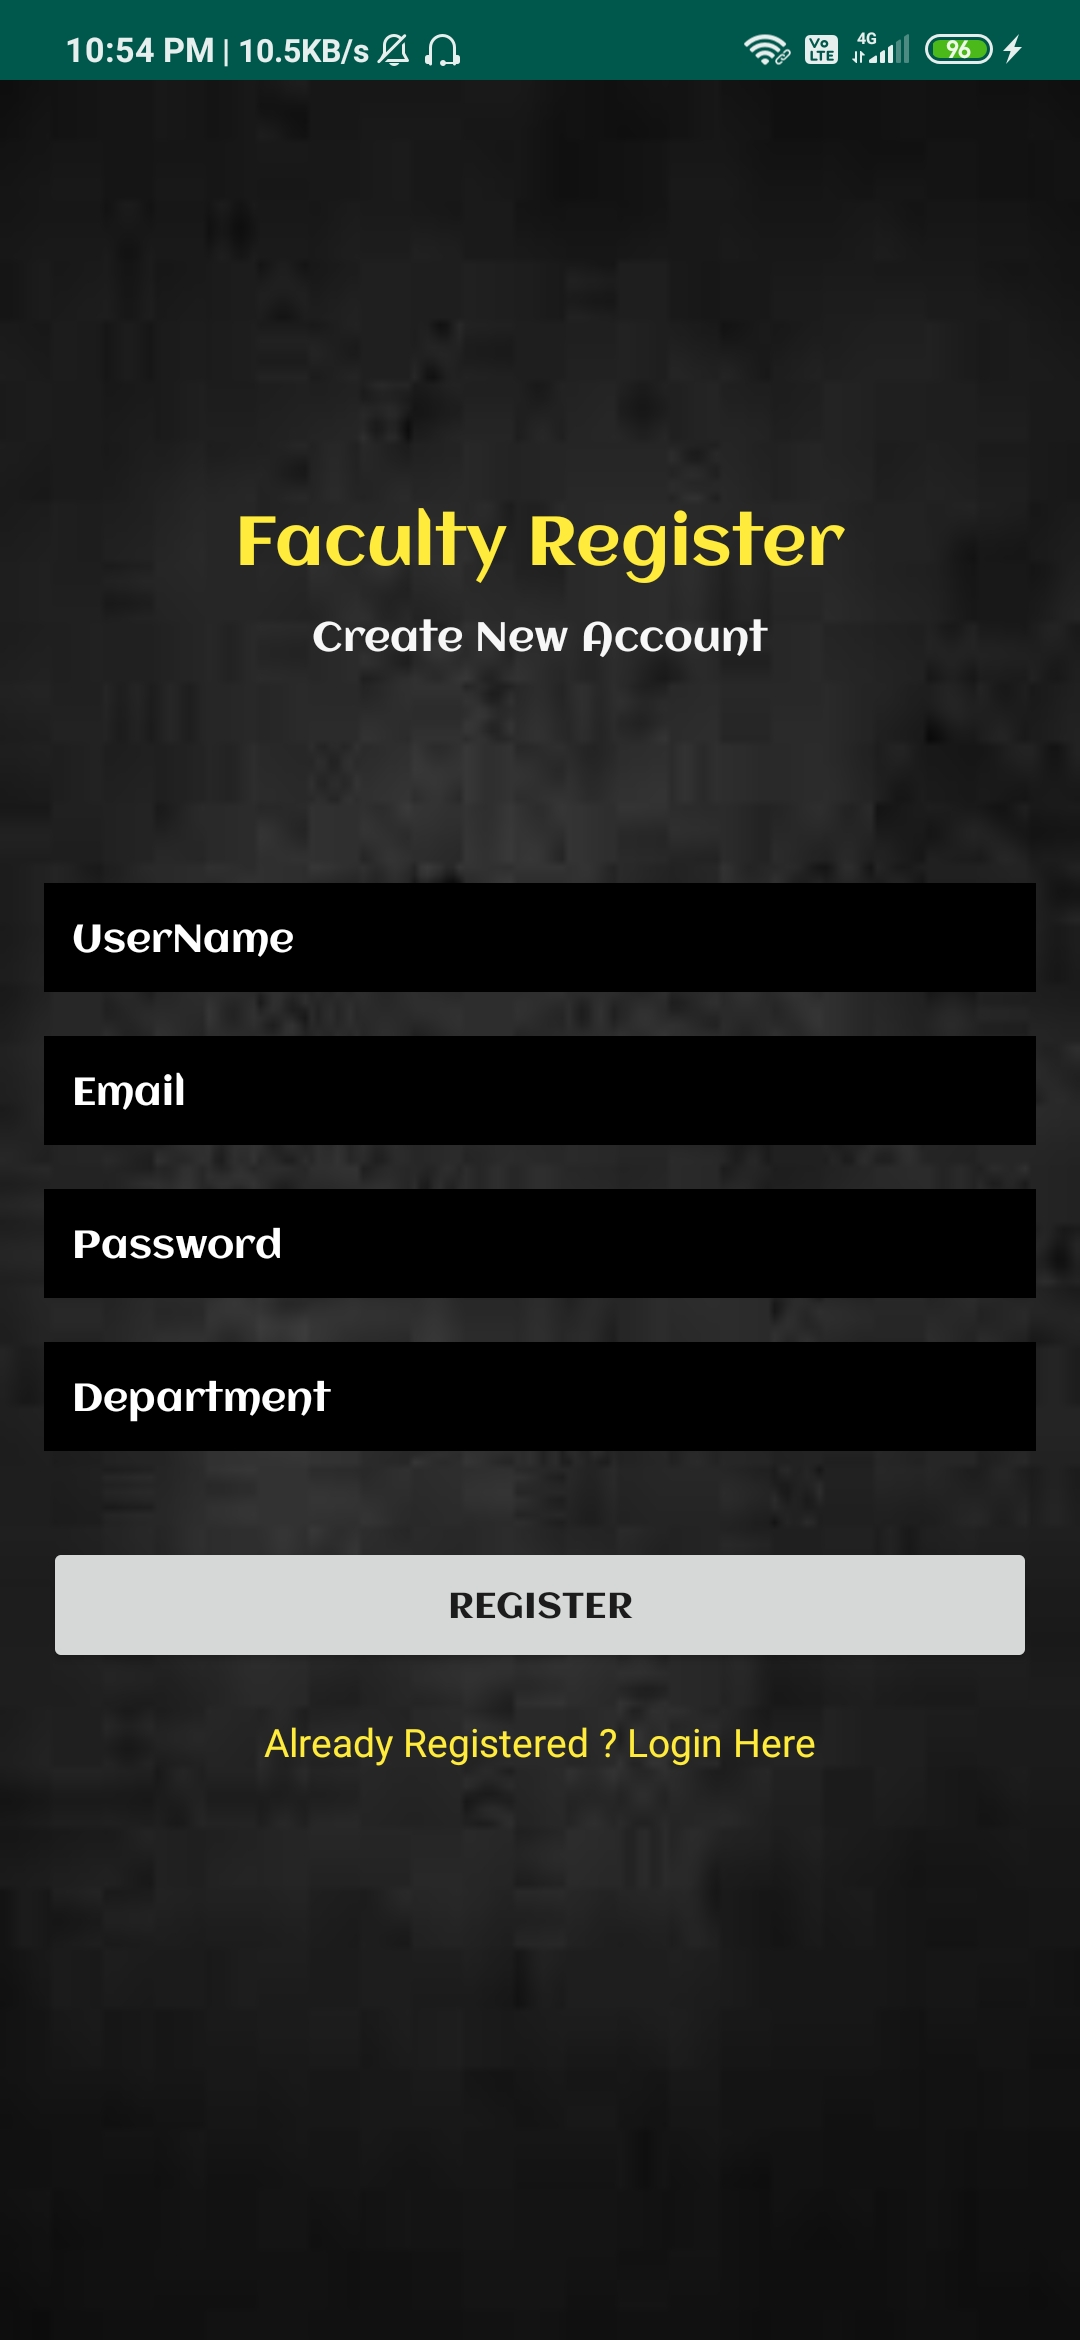 10:54 PM | 10.5KB/s Vo LTE 4G 96
Faculty Register
Create New Account
UserName
Email
Password
Department
REGISTER
Already Registered ? Login Here